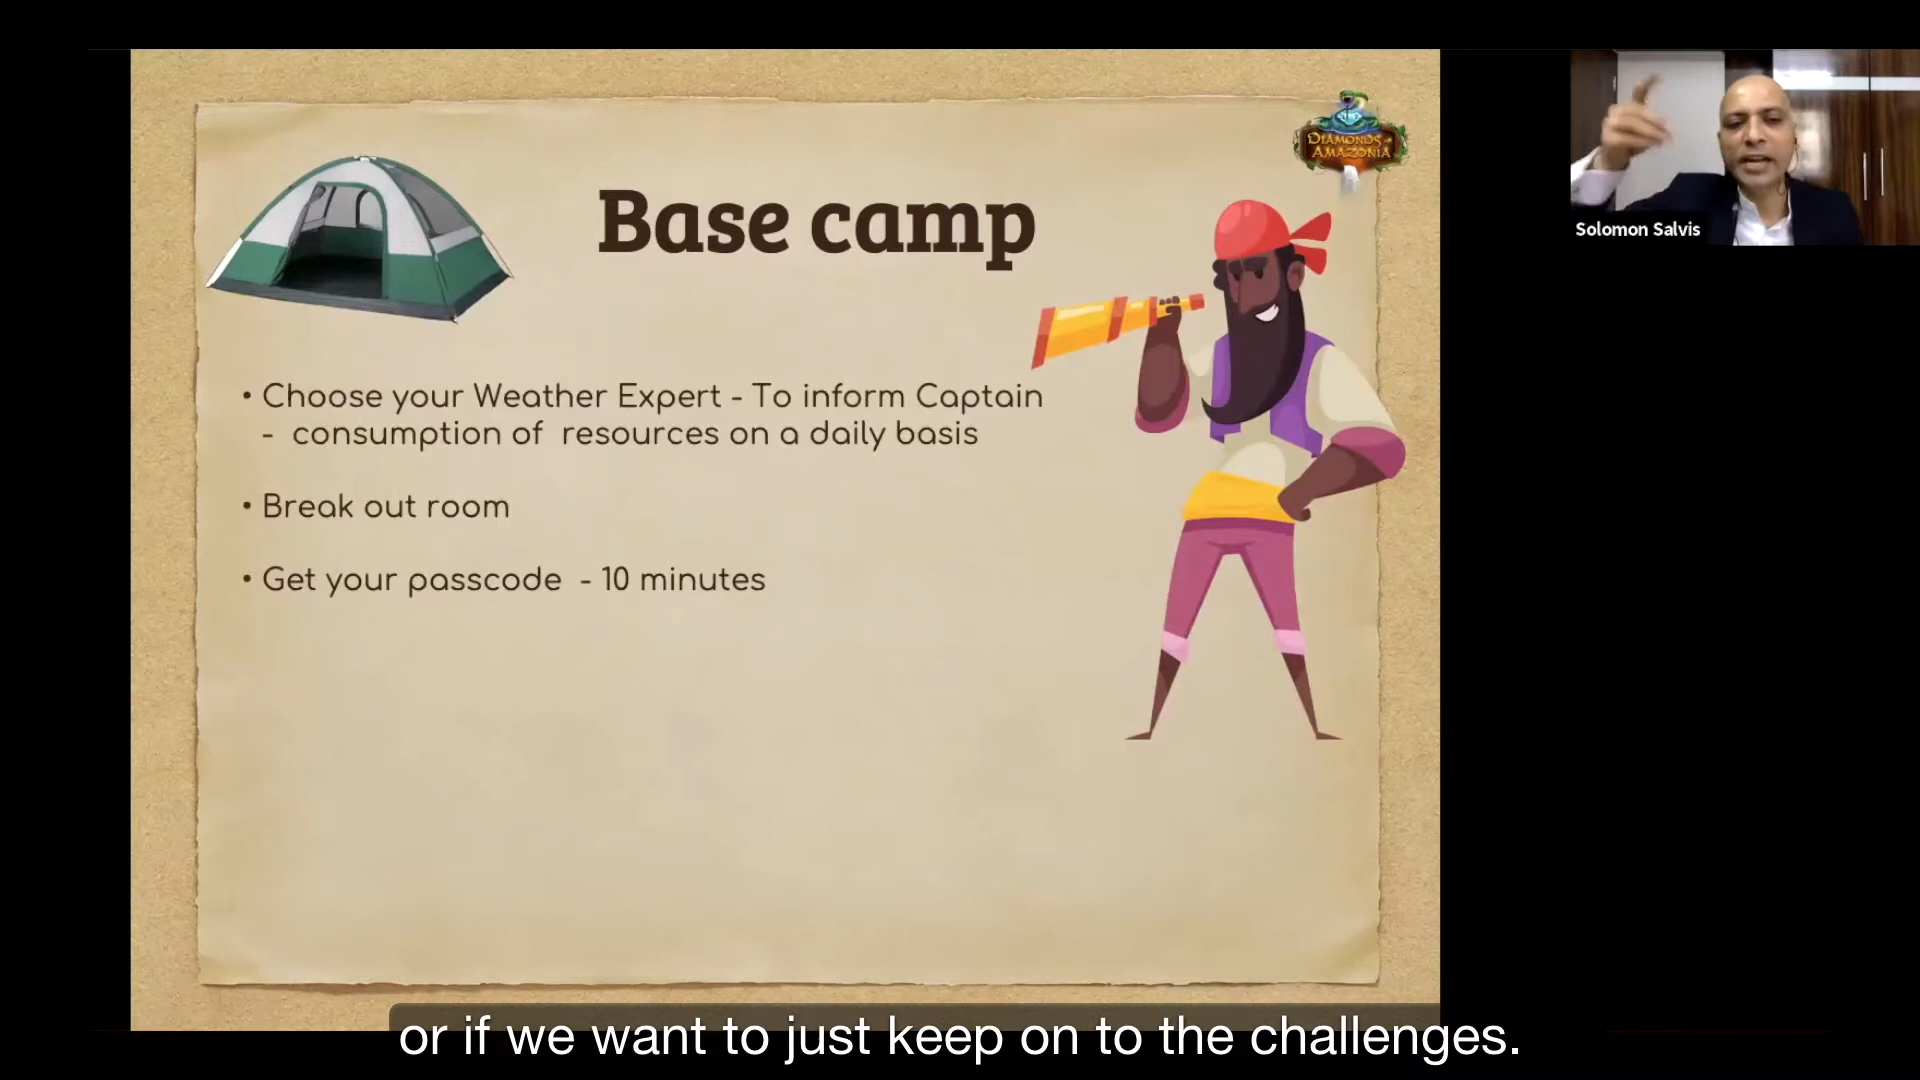 DIAMONDS OF
AMAZONIA
Base camp
• Choose your Weather Expert - To inform Captain
- consumption of resources on a daily basis
• Break out room
• Get your passcode - 10 minutes
Solomon Salvis
or if we want to just keep on to the challenges.